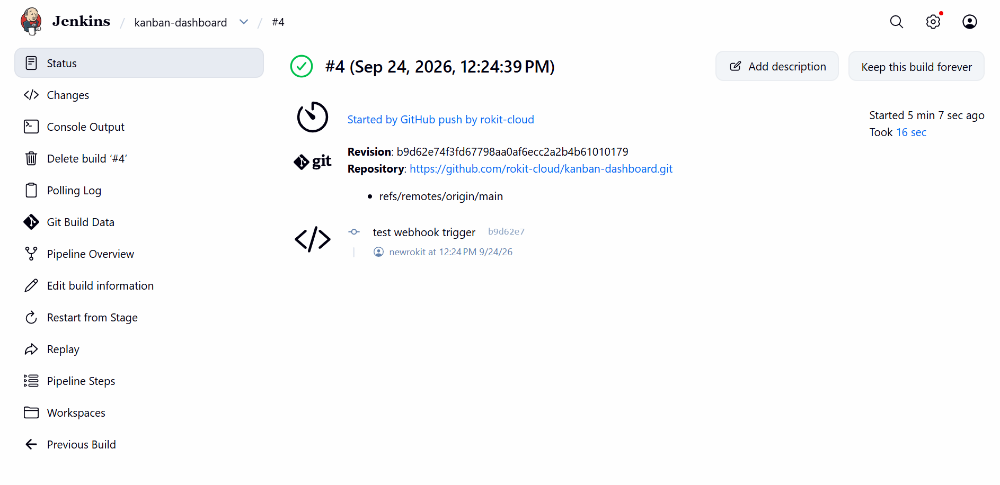 Jenkins / kanban-dashboard / #4
Status
Changes
Console Output
Delete build ‘#4’
Polling Log
Git Build Data
Pipeline Overview
Edit build information
Restart from Stage
Replay
Pipeline Steps
Workspaces
Previous Build
#4 (Sep 24, 2026, 12:24:39 PM)
Add description
Keep this build forever
Started by GitHub push by rokit-cloud
Started 5 min 7 sec ago
Took 16 sec
git
Revision: b9d62e74f3fd67798aa0af6ecc2a2b4b61010179
Repository: https://github.com/rokit-cloud/kanban-dashboard.git
refs/remotes/origin/main
test webhook trigger b9d62e7
newrokit at 12:24 PM 9/24/26